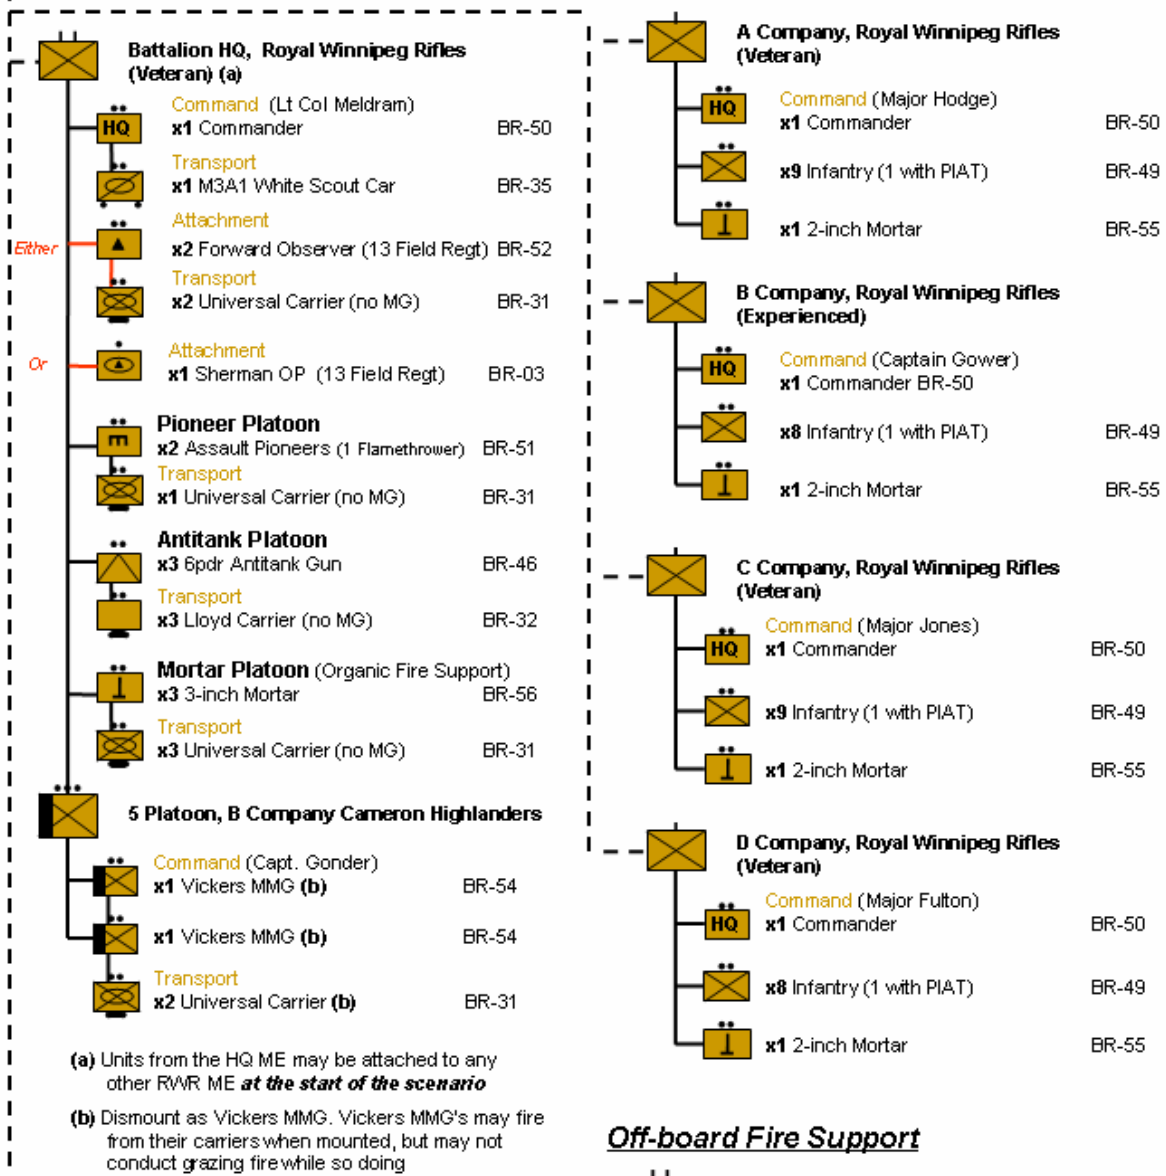 Battalion HQ, Royal Winnipeg Rifles
(Veteran) (a)
Command (Lt Col Meldram)
HQ
x1 Commander BR-50
Transport
x1 M3A1 White Scout Car BR-35
Either
Attachment
x2 Forward Observer (13 Field Regt) BR-52
Transport
x2 Universal Carrier (no MG) BR-31
Or
Attachment
x1 Sherman OP (13 Field Regt) BR-03
Pioneer Platoon
x2 Assault Pioneers (1 Flamethrower) BR-51
Transport
x1 Universal Carrier (no MG) BR-31
Antitank Platoon
x3 6pdr Antitank Gun BR-46
Transport
x3 Lloyd Carrier (no MG) BR-32
Mortar Platoon (Organic Fire Support)
x3 3-inch Mortar BR-56
Transport
x3 Universal Carrier (no MG) BR-31
5 Platoon, B Company Cameron Highlanders
Command (Capt. Gonder)
x1 Vickers MMG (b) BR-54
x1 Vickers MMG (b) BR-54
Transport
x2 Universal Carrier (b) BR-31
(a) Units from the HQ ME may be attached to any
other RWR ME at the start of the scenario
(b) Dismount as Vickers MMG. Vickers MMG's may fire
from their carriers when mounted, but may not
conduct grazing fire while so doing
A Company, Royal Winnipeg Rifles
(Veteran)
Command (Major Hodge)
HQ
x1 Commander BR-50
x9 Infantry (1 with PIAT) BR-49
x1 2-inch Mortar BR-55
B Company, Royal Winnipeg Rifles
(Experienced)
Command (Captain Gower)
HQ
x1 Commander BR-50
x8 Infantry (1 with PIAT) BR-49
x1 2-inch Mortar BR-55
C Company, Royal Winnipeg Rifles
(Veteran)
Command (Major Jones)
HQ
x1 Commander BR-50
x9 Infantry (1 with PIAT) BR-49
x1 2-inch Mortar BR-55
D Company, Royal Winnipeg Rifles
(Veteran)
Command (Major Fulton)
HQ
x1 Commander BR-50
x8 Infantry (1 with PIAT) BR-49
x1 2-inch Mortar BR-55
Off-board Fire Support